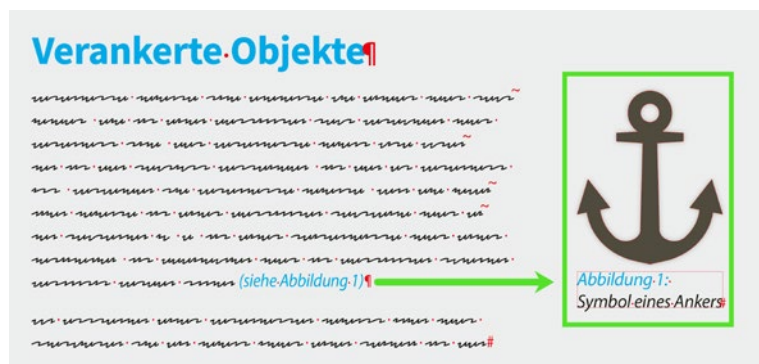 Verankerte Objekte¶
(siehe Abbildung 1)¶
Abbildung 1:
Symbol eines Ankers#